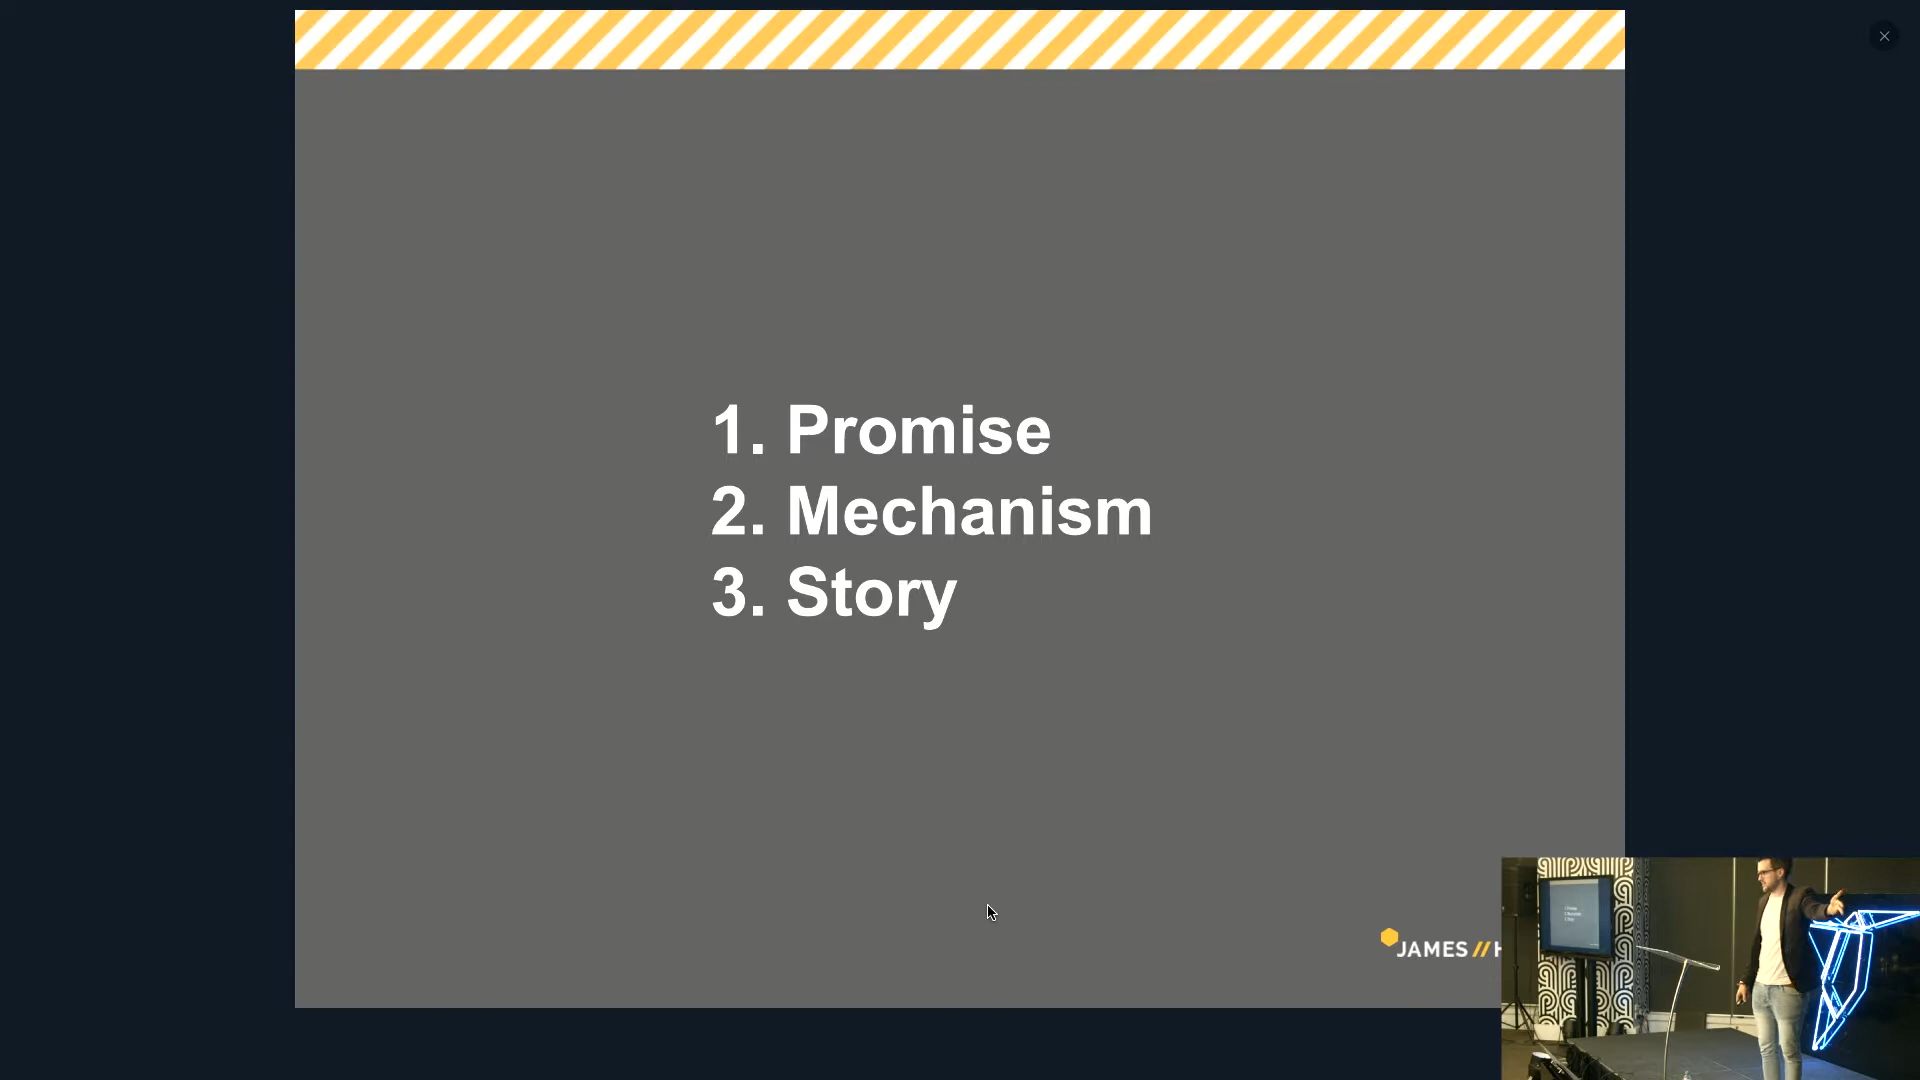 1. Promise
2. Mechanism
3. Story
JAMES // H